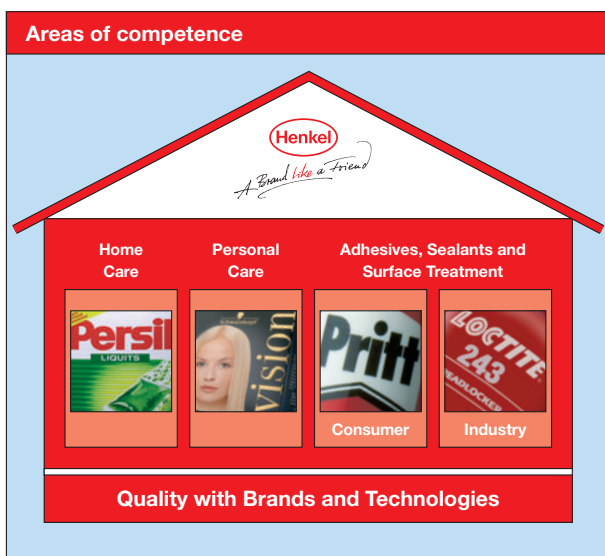 Areas of competence
Henkel
A Brand like a Friend
Home
Care
Personal
Care
Adhesives, Sealants and
Surface Treatment
Persil
LIQUITS
Schwarzkopf
vision
Pritt
LOCTITE
243
Consumer
Industry
Quality with Brands and Technologies